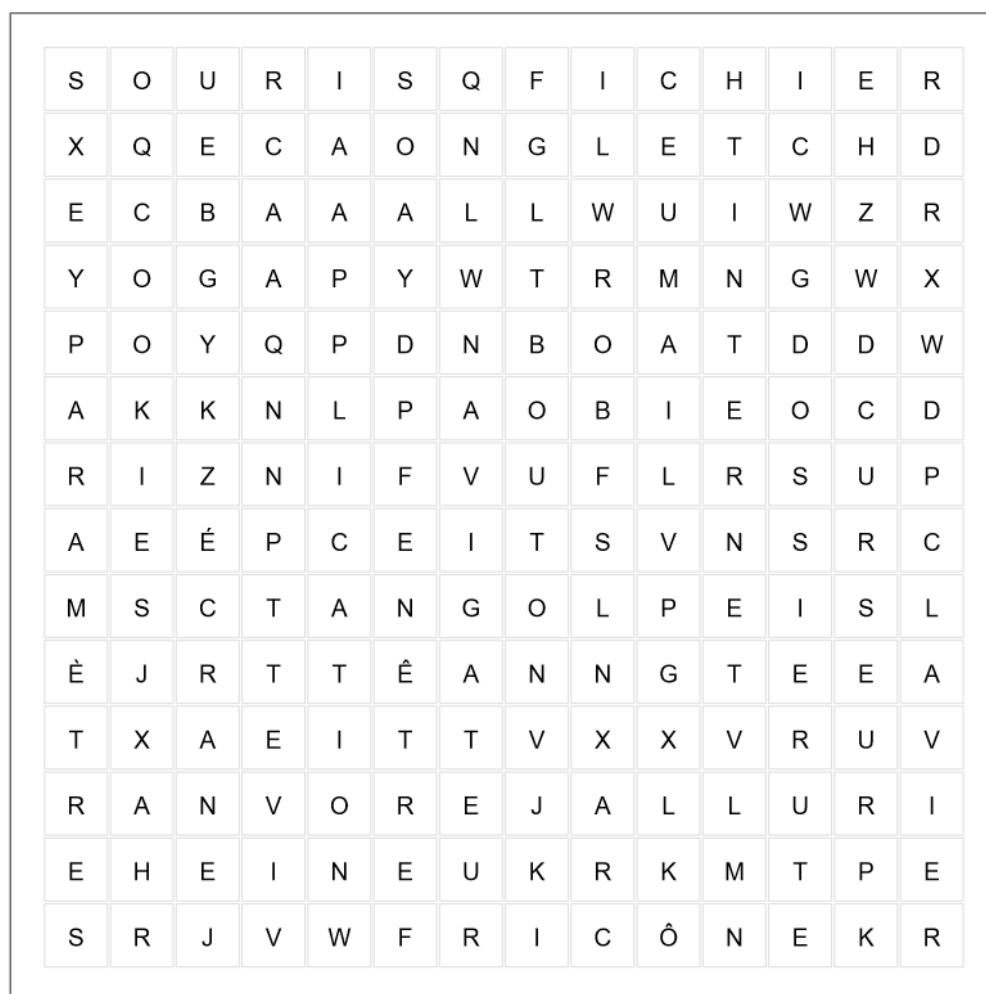 S O U R I S Q F I C H I E R
X Q E C A O N G L E T C H D
E C B A A A L L W U I W Z R
Y O G A P Y W T R M N G W X
P O Y Q P D N B O A T D D W
A K K N L P A O B I E O C D
R I Z N I F V U F L R S U P
A E É P C E I T S V N S R C
M S C T A N G O L P E I S L
È J R T T Ê A N N G T E E A
T X A E I T T V X X V R U V
R A N V O R E J A L L U R I
E H E I N E U K R K M T P E
S R J V W F R I C Ô N E K R